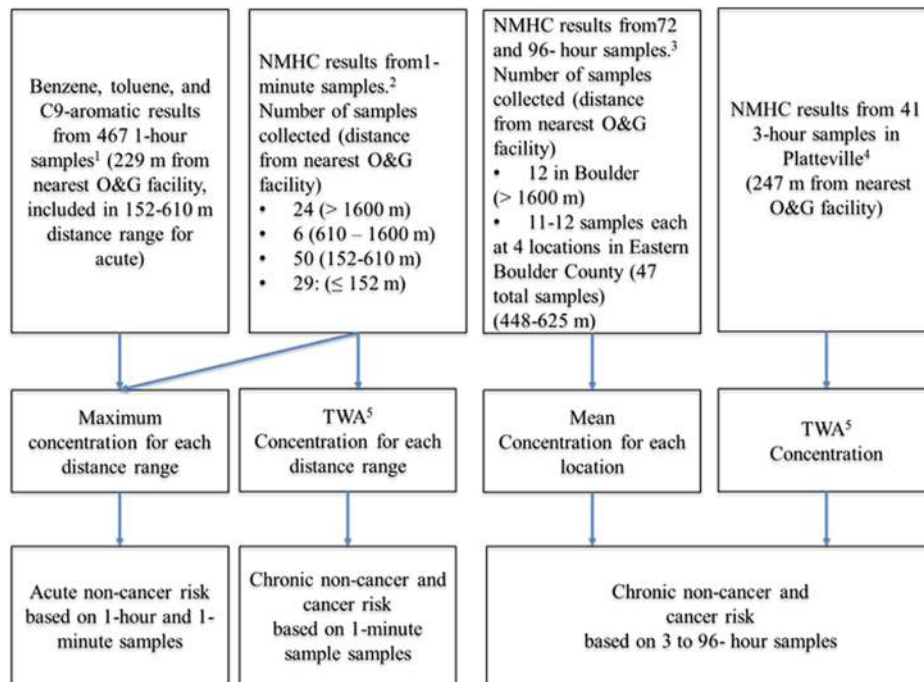 Benzene, toluene, and
C9-aromatic results
from 467 1-hour
samples¹ (229 m from
nearest O&G facility,
included in 152-610 m
distance range for
acute)
NMHC results from1-
minute samples.²
Number of samples
collected (distance
from nearest O&G
facility)
• 24 (> 1600 m)
• 6 (610 – 1600 m)
• 50 (152-610 m)
• 29: (≤ 152 m)
NMHC results from72
and 96- hour samples.³
Number of samples
collected (distance
from nearest O&G
facility)
• 12 in Boulder
(> 1600 m)
• 11-12 samples each
at 4 locations in Eastern
Boulder County (47
total samples)
(448-625 m)
NMHC results from 41
3-hour samples in
Platteville⁴
(247 m from nearest
O&G facility)
Maximum
concentration for each
distance range
TWA⁵
Concentration for each
distance range
Mean
Concentration for each
location
TWA⁵
Concentration
Acute non-cancer risk
based on 1-hour and 1-
minute samples
Chronic non-cancer and
cancer risk
based on 1-minute
sample samples
Chronic non-cancer and
cancer risk
based on 3 to 96- hour samples